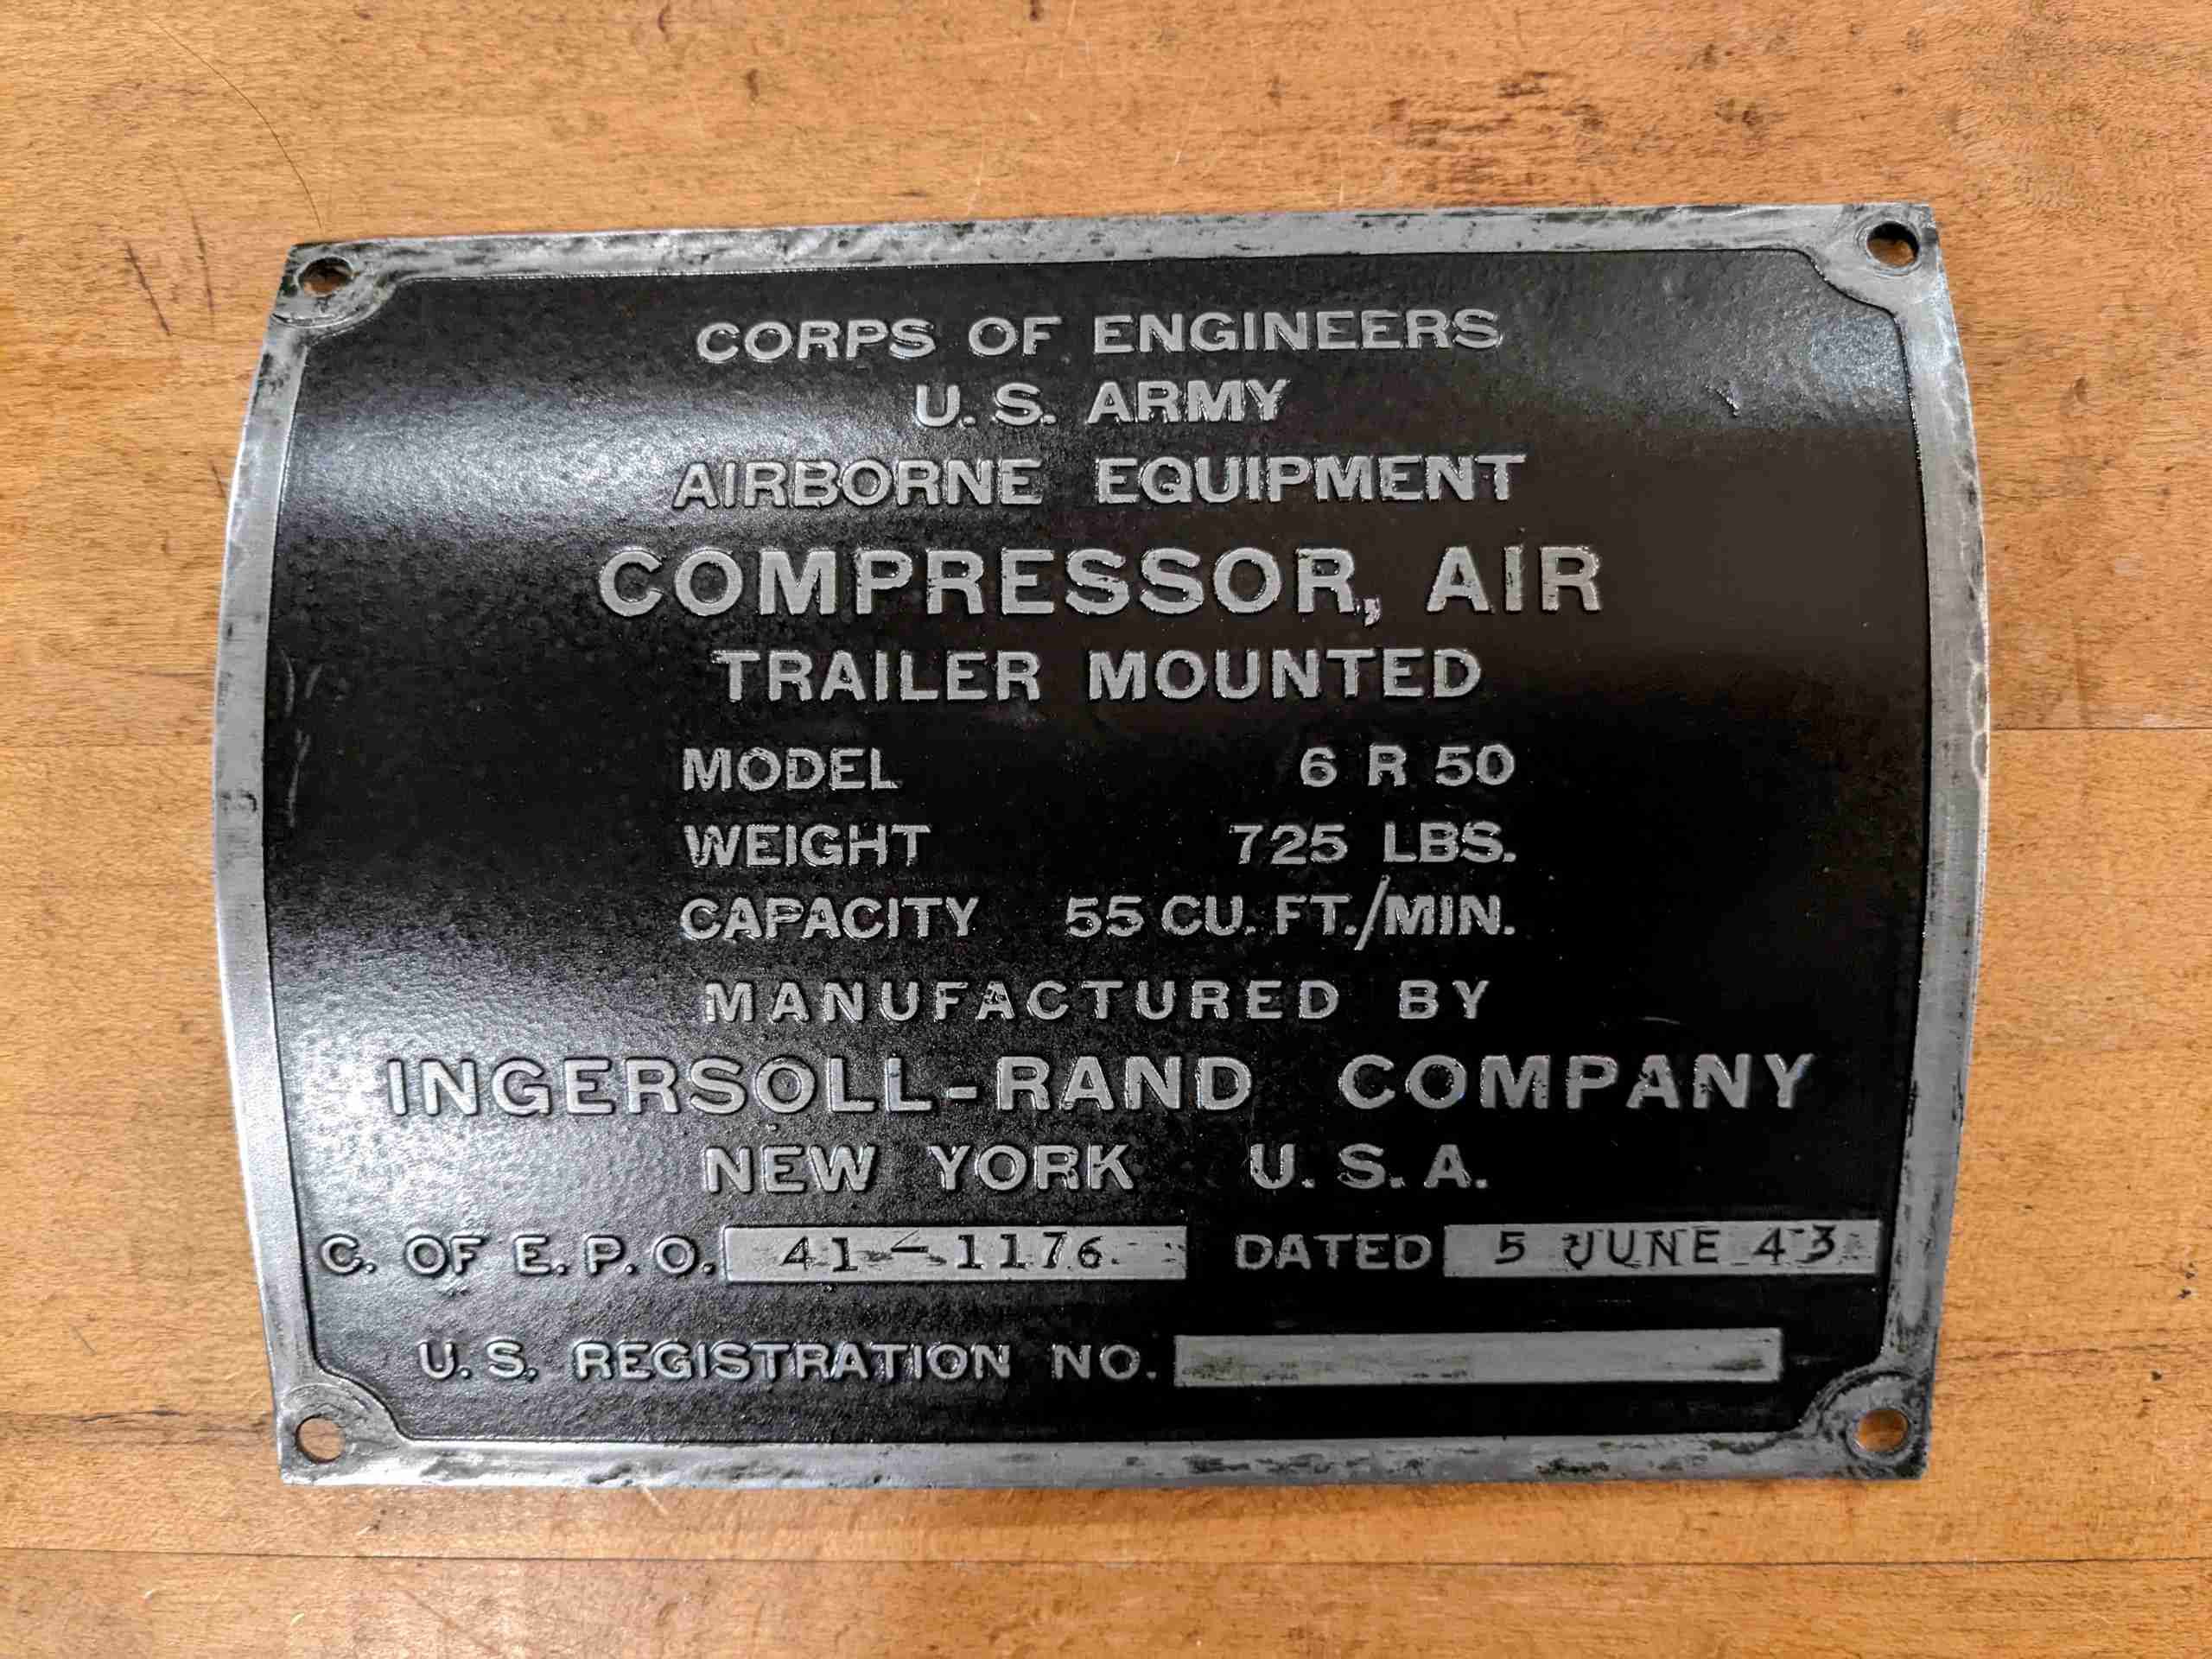 CORPS OF ENGINEERS
U. S. ARMY
AIRBORNE EQUIPMENT
COMPRESSOR, AIR
TRAILER MOUNTED
MODEL 6 R 50
WEIGHT 725 LBS.
CAPACITY 55 CU. FT./MIN.
MANUFACTURED BY
INGERSOLL-RAND COMPANY
NEW YORK U. S. A.
C. OF E. P. O. 41-1176 DATED 5 JUNE 43
U. S. REGISTRATION NO.